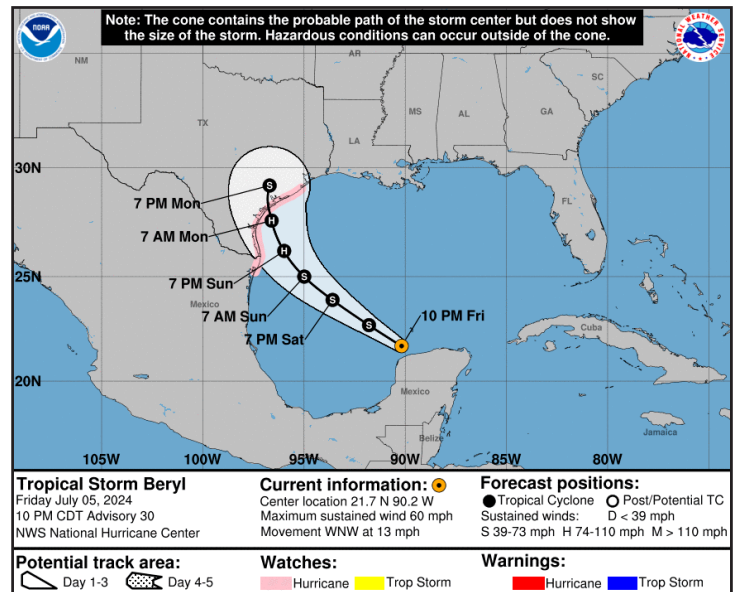 Note: The cone contains the probable path of the storm center but does not show
the size of the storm. Hazardous conditions can occur outside of the cone.
NOAA
NATIONAL WEATHER SERVICE
NM
AR
SC
TX
MS
AL
GA
LA
30N
FL
7 PM Mon
7 AM Mon
25N
7 PM Sun
Mexico
7 AM Sun
10 PM Fri
7 PM Sat
Cuba
20N
Mexico
Belize
Jamaica
105W
100W
95W
90W
85W
80W
S
H
H
S
S
S
Tropical Storm Beryl
Friday July 05, 2024
10 PM CDT Advisory 30
NWS National Hurricane Center
Current information:
Center location 21.7 N 90.2 W
Maximum sustained wind 60 mph
Movement WNW at 13 mph
Forecast positions:
Tropical Cyclone Post/Potential TC
Sustained winds: D < 39 mph
S 39-73 mph H 74-110 mph M > 110 mph
Potential track area:
Day 1-3 Day 4-5
Watches:
Hurricane Trop Storm
Warnings:
Hurricane Trop Storm